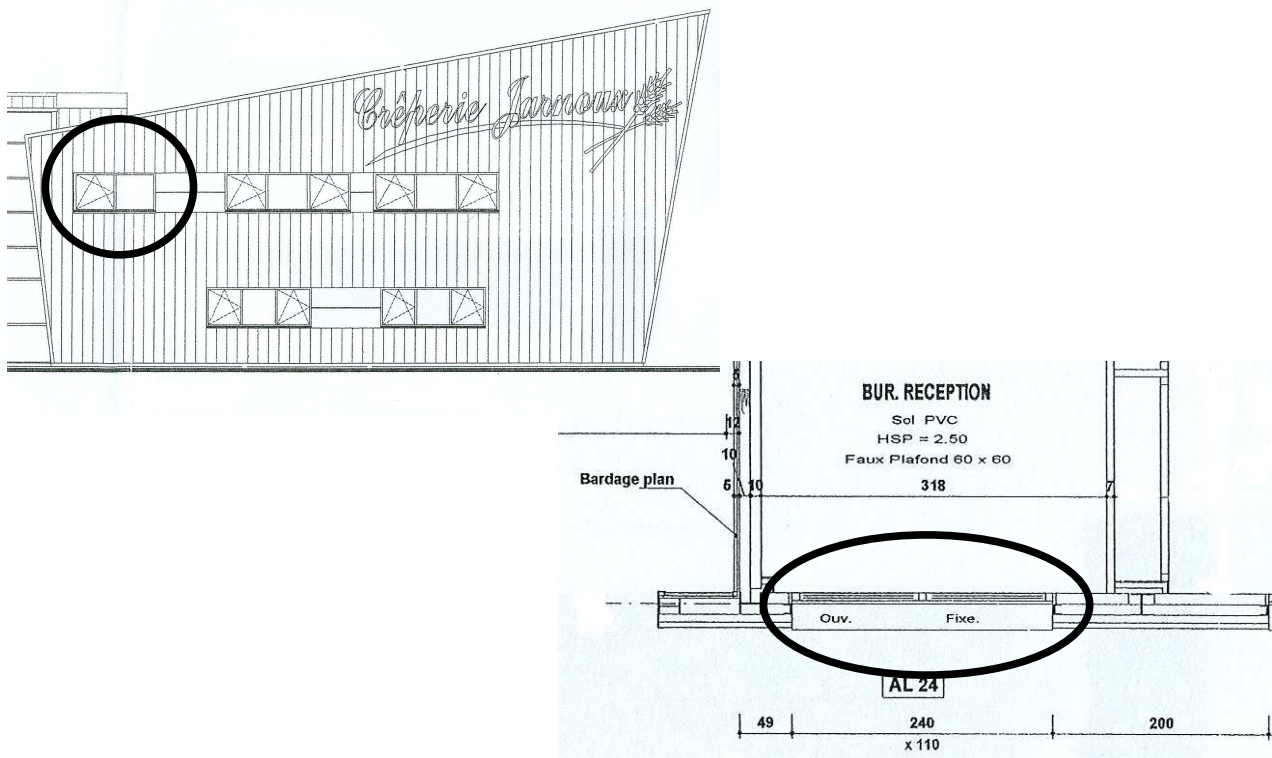 Crêperie Jarnoux
BUR. RECEPTION
Sol PVC
HSP = 2.50
Faux Plafond 60 x 60
5
12
10
Bardage plan
5 10 318 7
Ouv. Fixe.
AL 24
49 240 200
x 110